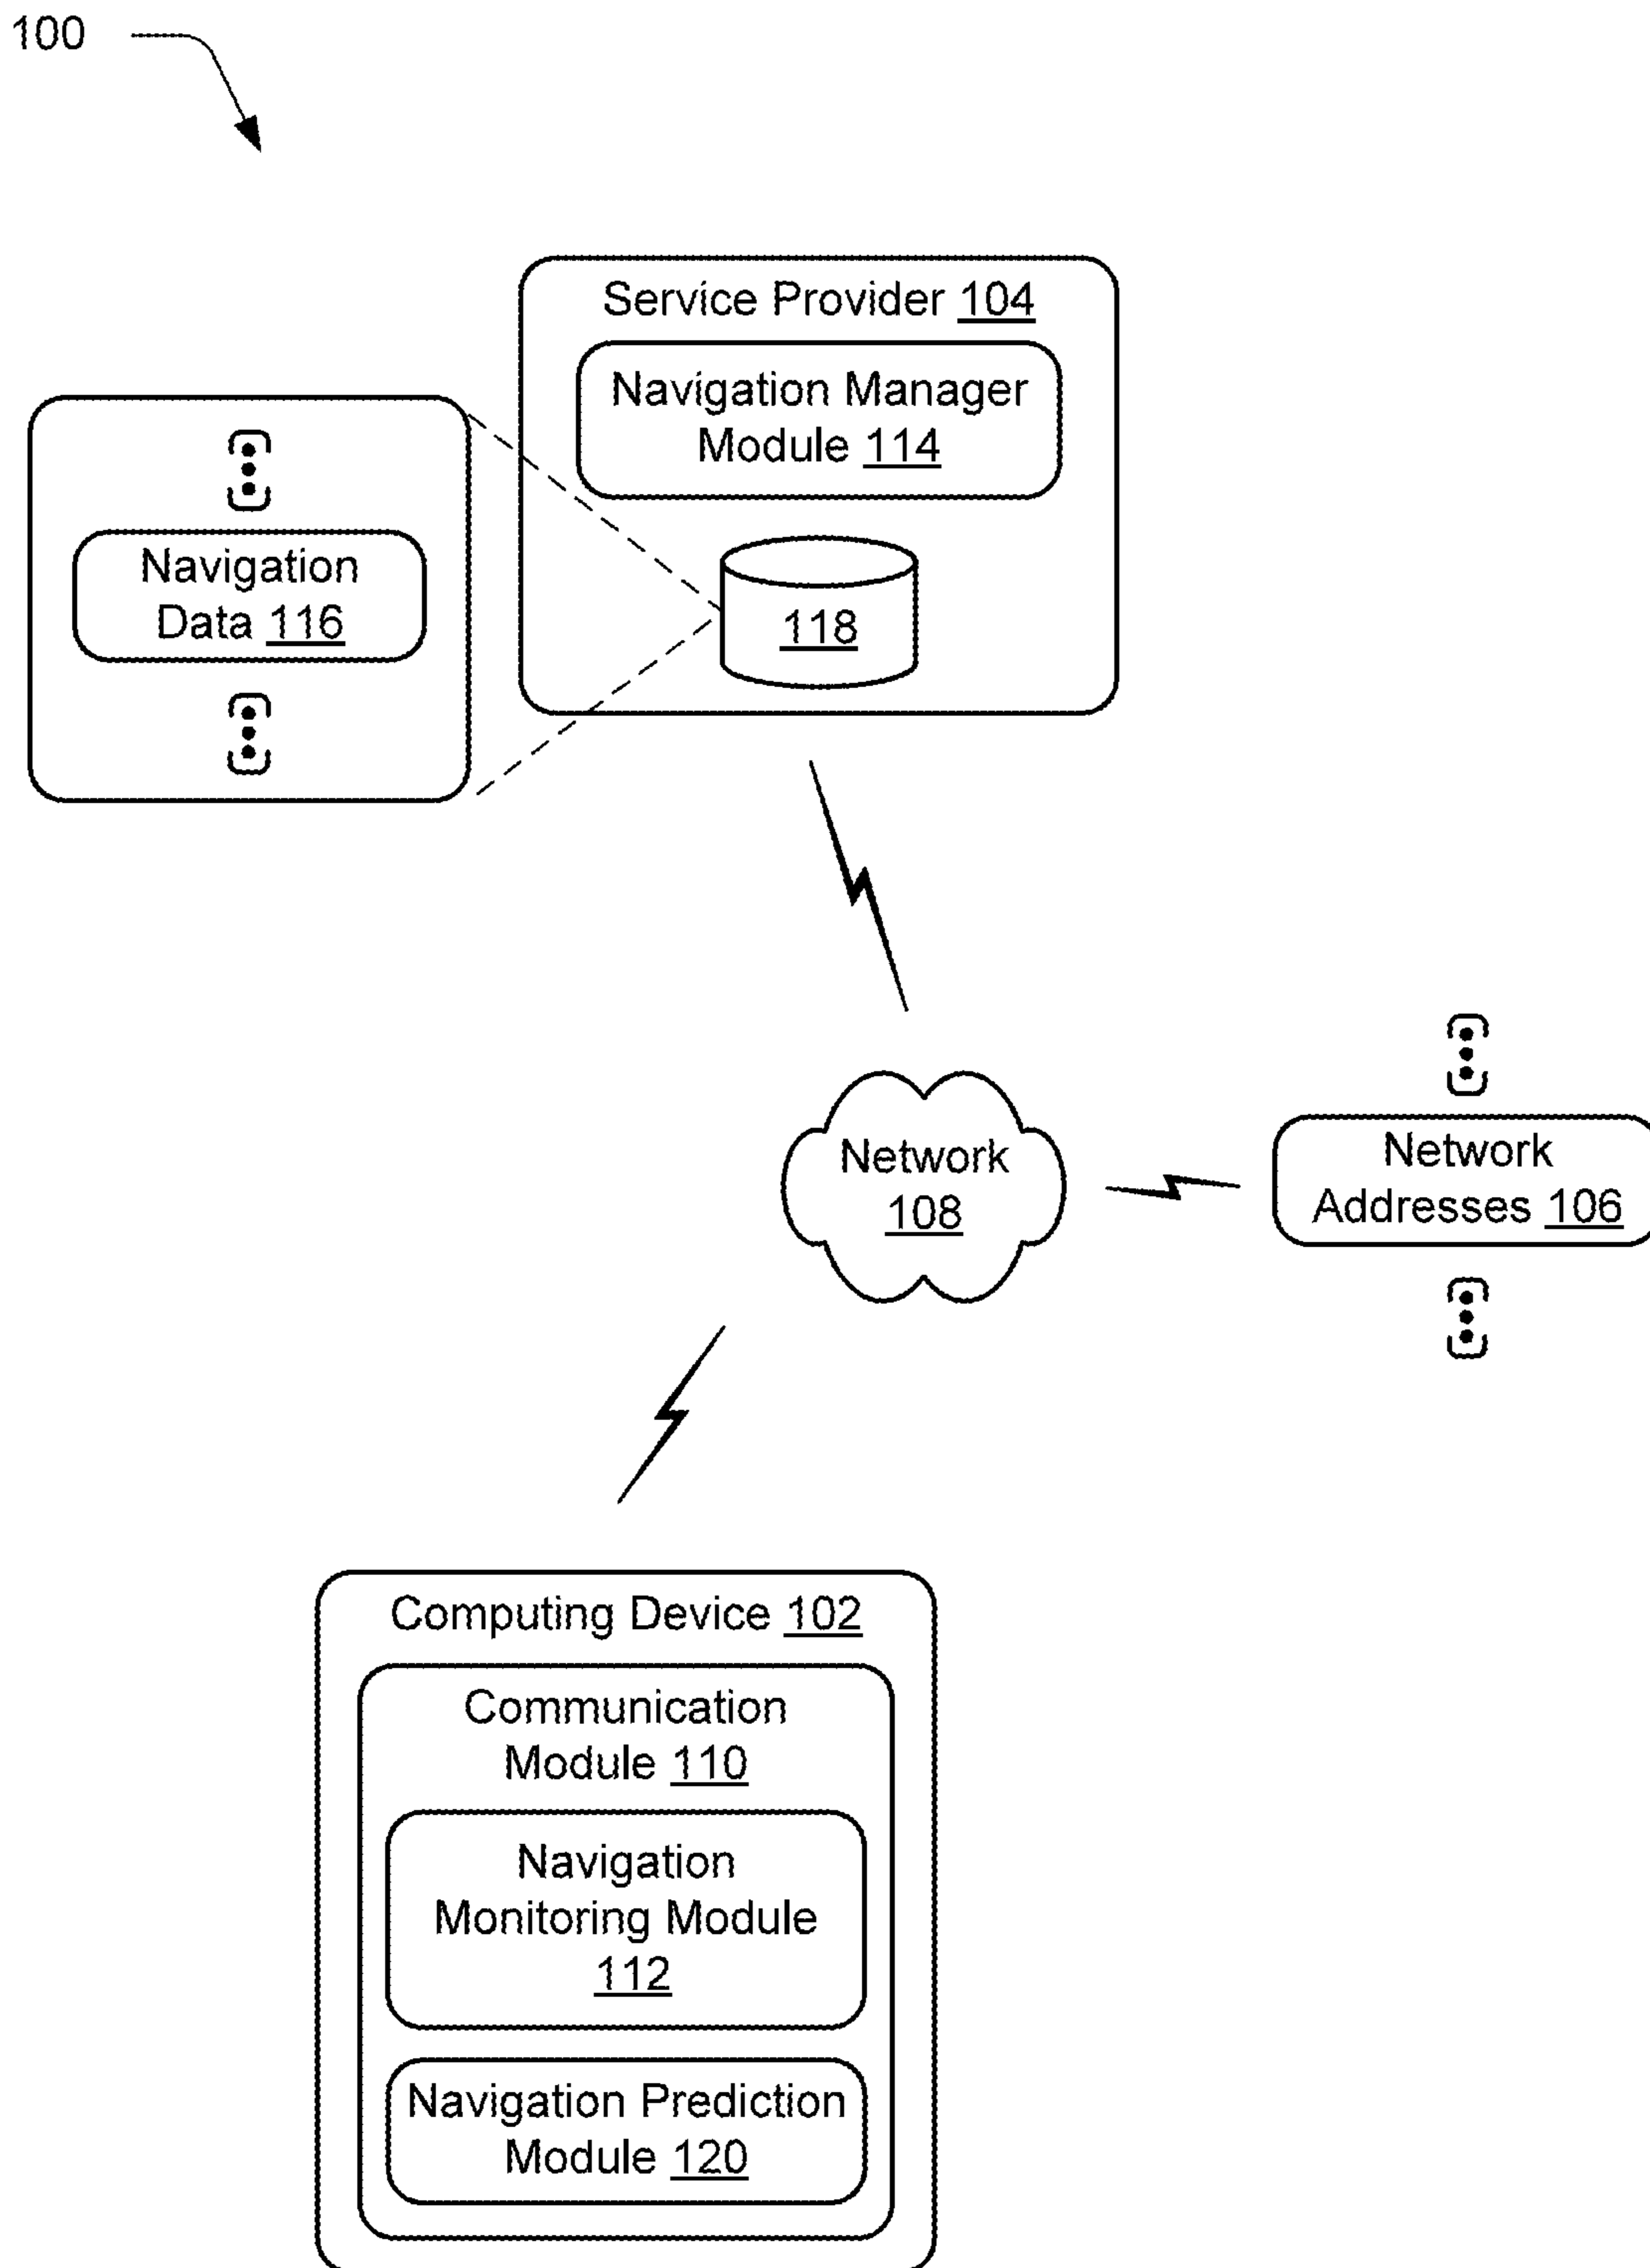 100
Service Provider 104
Navigation Manager
Module 114
Navigation
Data 116
118
Network
108
Network
Addresses 106
Computing Device 102
Communication
Module 110
Navigation
Monitoring Module
112
Navigation Prediction
Module 120